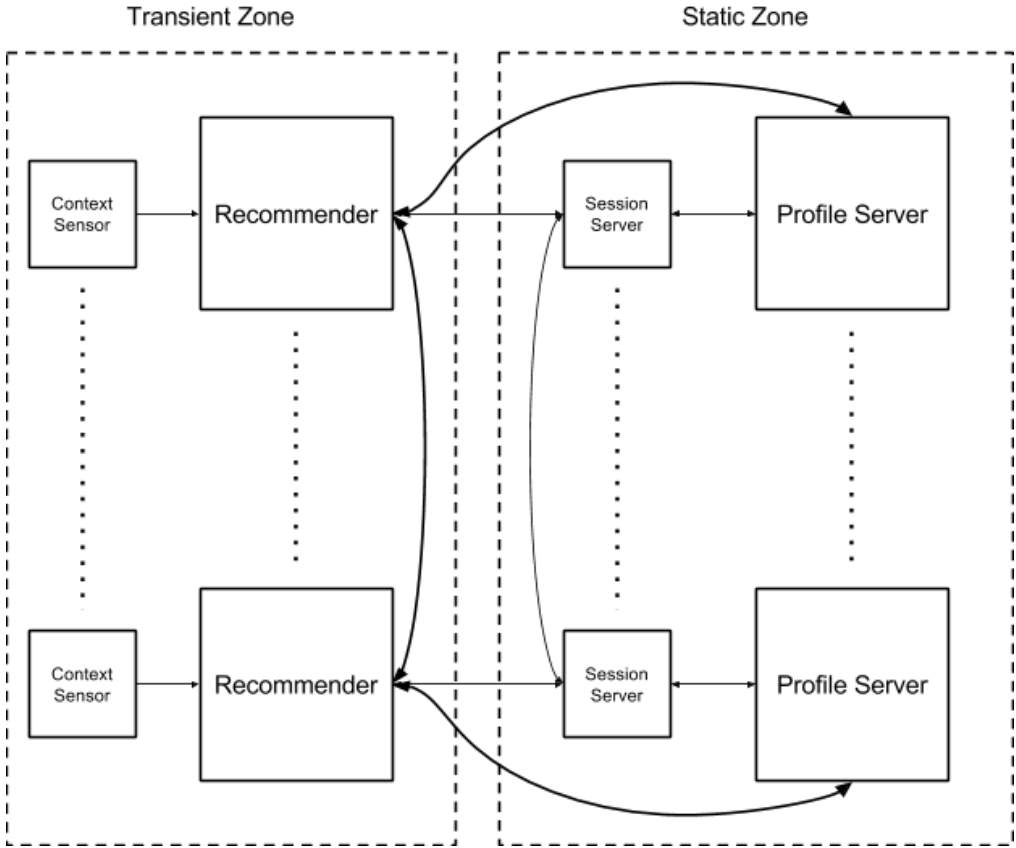 Transient Zone
Static Zone
Context
Sensor
Recommender
Session
Server
Profile Server
Context
Sensor
Recommender
Session
Server
Profile Server